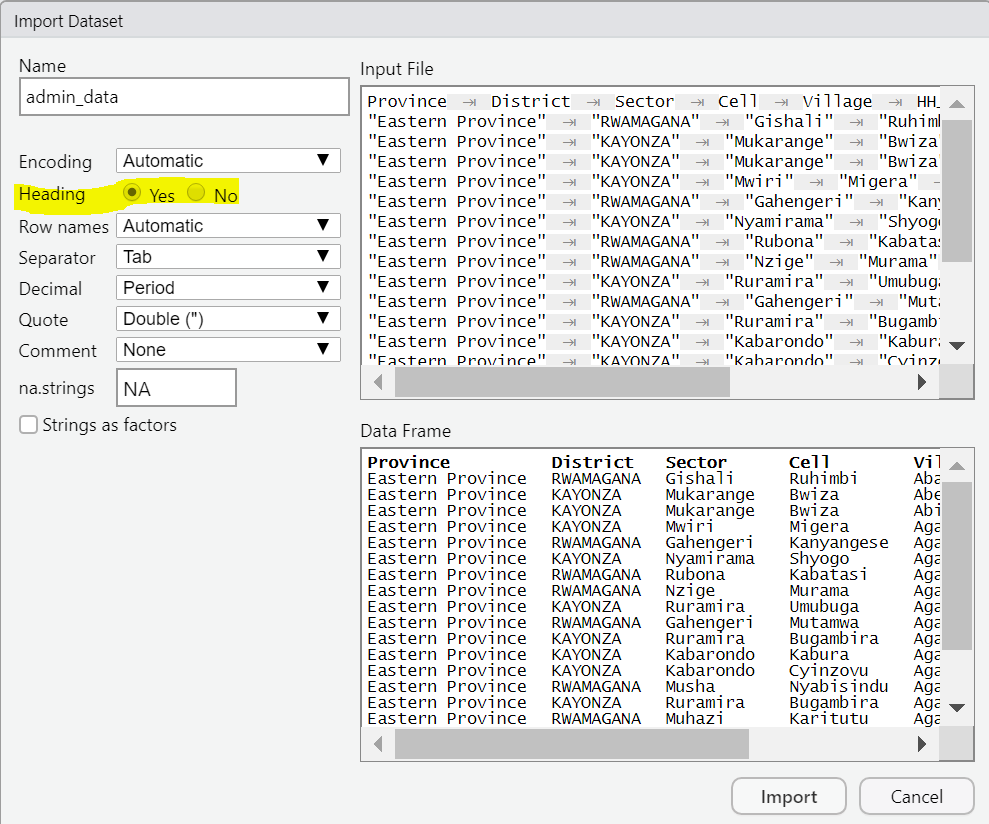 Import Dataset
Name
admin_data
Encoding Automatic
Heading Yes No
Row names Automatic
Separator Tab
Decimal Period
Quote Double (")
Comment None
na.strings NA
Strings as factors
Input File
Province District Sector Cell Village HH_
"Eastern Province" "RWAMAGANA" "Gishali" "Ruhiml
"Eastern Province" "KAYONZA" "Mukarange" "Bwiza'
"Eastern Province" "KAYONZA" "Mukarange" "Bwiza'
"Eastern Province" "KAYONZA" "Mwiri" "Migera"
"Eastern Province" "RWAMAGANA" "Gahengeri" "Kany
"Eastern Province" "KAYONZA" "Nyamirama" "Shyogo
"Eastern Province" "RWAMAGANA" "Rubona" "Kabatas
"Eastern Province" "RWAMAGANA" "Nzige" "Murama"
"Eastern Province" "KAYONZA" "Ruramira" "Umubuga
"Eastern Province" "RWAMAGANA" "Gahengeri" "Muta
"Eastern Province" "KAYONZA" "Ruramira" "Bugambi
"Eastern Province" "KAYONZA" "Kabarondo" "Kabura
"Eastern Province" "KAYONZA" "Kabarondo" "Cyinzo
Data Frame
Province District Sector Cell Vil
Eastern Province RWAMAGANA Gishali Ruhimbi Aba
Eastern Province KAYONZA Mukarange Bwiza Abe
Eastern Province KAYONZA Mukarange Bwiza Abi
Eastern Province KAYONZA Mwiri Migera Aga
Eastern Province RWAMAGANA Gahengeri Kanyangese Aga
Eastern Province KAYONZA Nyamirama Shyogo Aga
Eastern Province RWAMAGANA Rubona Kabatasi Aga
Eastern Province RWAMAGANA Nzige Murama Aga
Eastern Province KAYONZA Ruramira Umubuga Aga
Eastern Province RWAMAGANA Gahengeri Mutamwa Aga
Eastern Province KAYONZA Ruramira Bugambira Aga
Eastern Province KAYONZA Kabarondo Kabura Aga
Eastern Province KAYONZA Kabarondo Cyinzovu Aga
Eastern Province RWAMAGANA Musha Nyabisindu Aga
Eastern Province KAYONZA Ruramira Bugambira Aga
Eastern Province RWAMAGANA Muhazi Karitutu Aga
Import Cancel